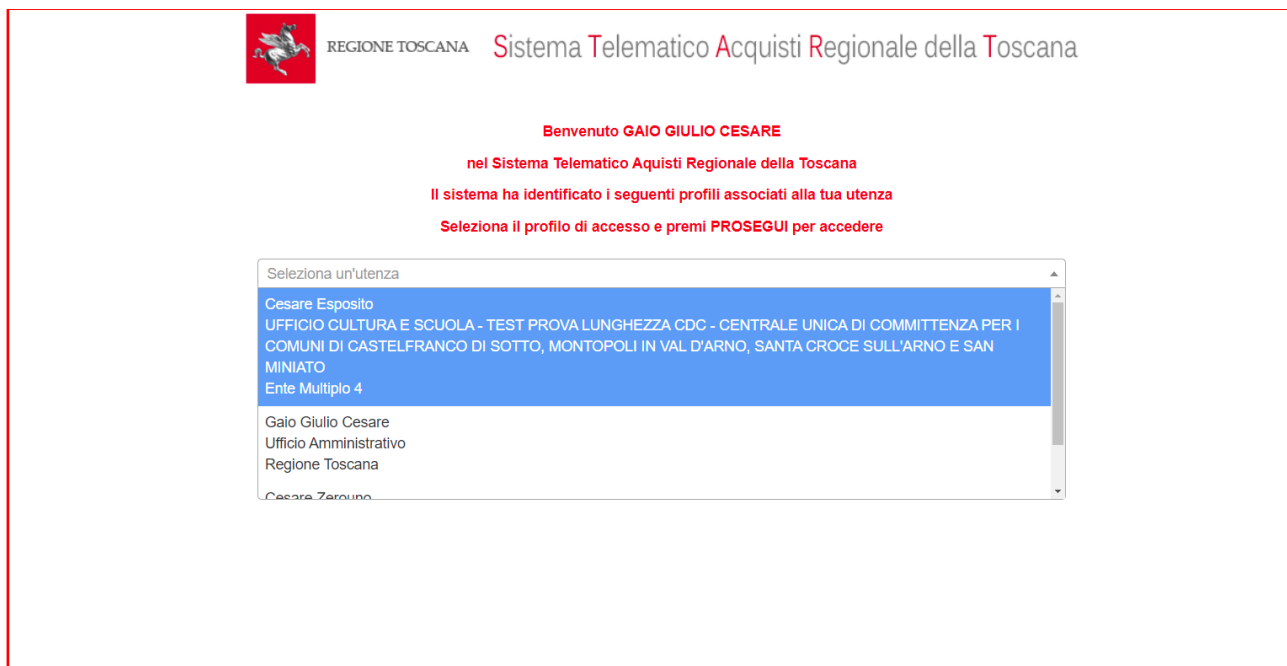 REGIONE TOSCANA Sistema Telematico Acquisti Regionale della Toscana
Benvenuto GAIO GIULIO CESARE
nel Sistema Telematico Aquisti Regionale della Toscana
Il sistema ha identificato i seguenti profili associati alla tua utenza
Seleziona il profilo di accesso e premi PROSEGUI per accedere
Seleziona un'utenza
Cesare Esposito
UFFICIO CULTURA E SCUOLA - TEST PROVA LUNGHEZZA CDC - CENTRALE UNICA DI COMMITTENZA PER I
COMUNI DI CASTELFRANCO DI SOTTO, MONTOPOLI IN VAL D'ARNO, SANTA CROCE SULL'ARNO E SAN
MINIATO
Ente Multiplo 4
Gaio Giulio Cesare
Ufficio Amministrativo
Regione Toscana
Cesare Zerouno